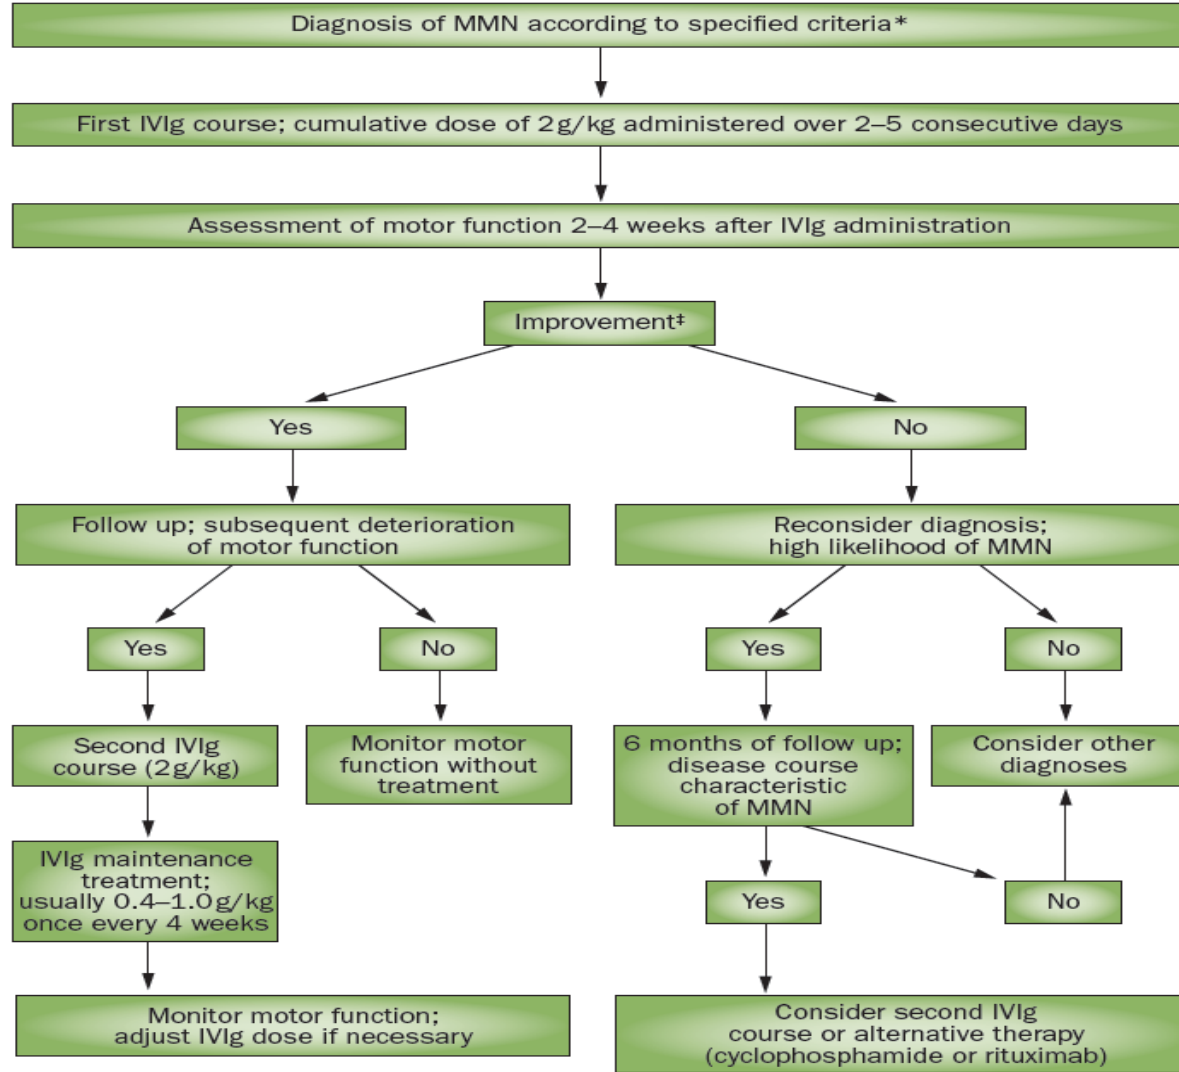 Diagnosis of MMN according to specified criteria*
First IVIg course; cumulative dose of 2 g/kg administered over 2–5 consecutive days
Assessment of motor function 2–4 weeks after IVIg administration
Improvement‡
Yes
No
Follow up; subsequent deterioration
of motor function
Reconsider diagnosis;
high likelihood of MMN
Yes
No
Yes
No
Second IVIg
course (2 g/kg)
Monitor motor
function without
treatment
6 months of follow up;
disease course
characteristic
of MMN
Consider other
diagnoses
IVIg maintenance
treatment;
usually 0.4–1.0 g/kg
once every 4 weeks
Yes
No
Monitor motor function;
adjust IVIg dose if necessary
Consider second IVIg
course or alternative therapy
(cyclophosphamide or rituximab)